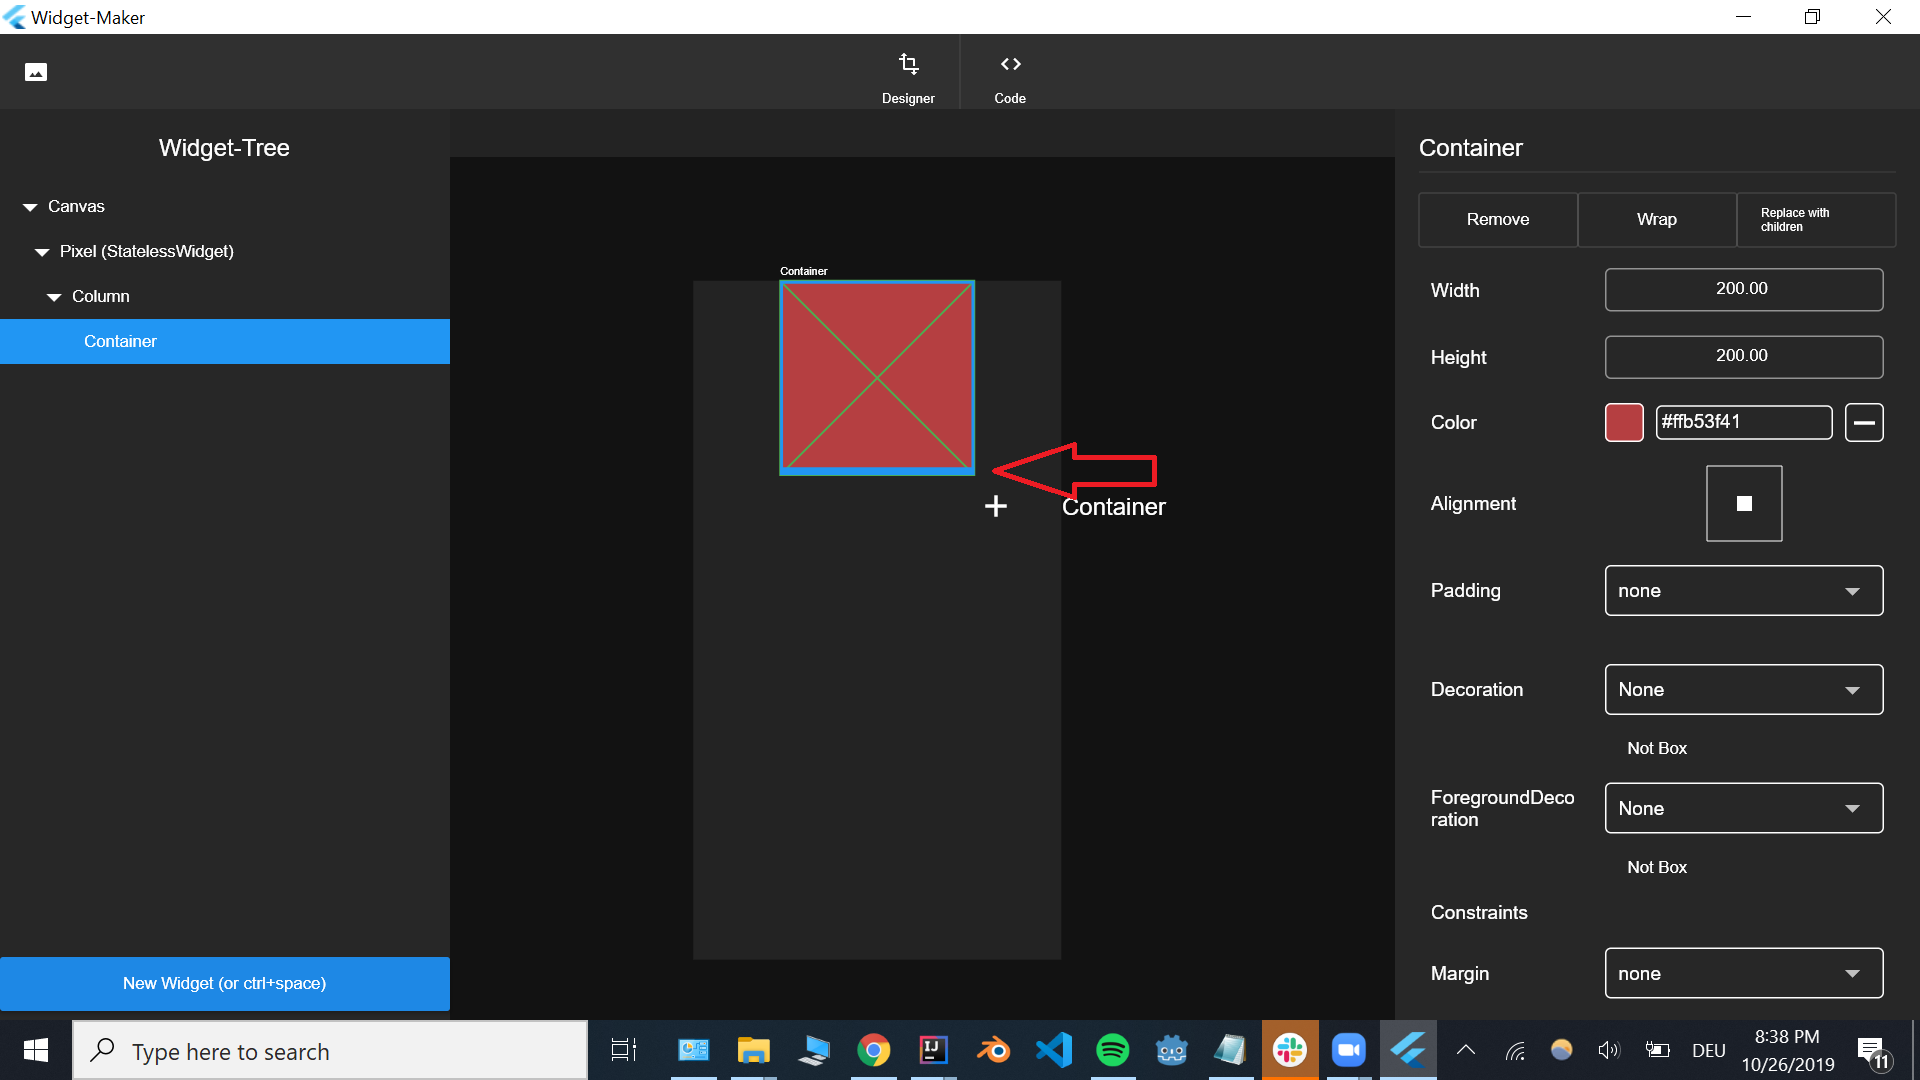 Widget-Maker
Designer
Code
Widget-Tree
Canvas
Pixel (StatelessWidget)
Column
Container
New Widget (or ctrl+space)
Container
Container
Container
Remove
Wrap
Replace with
children
Width
200.00
Height
200.00
Color
#ffb53f41
Alignment
Padding
none
Decoration
None
Not Box
ForegroundDeco
ration
None
Not Box
Constraints
Margin
none
Type here to search
IJ
DEU
8:38 PM
10/26/2019
11